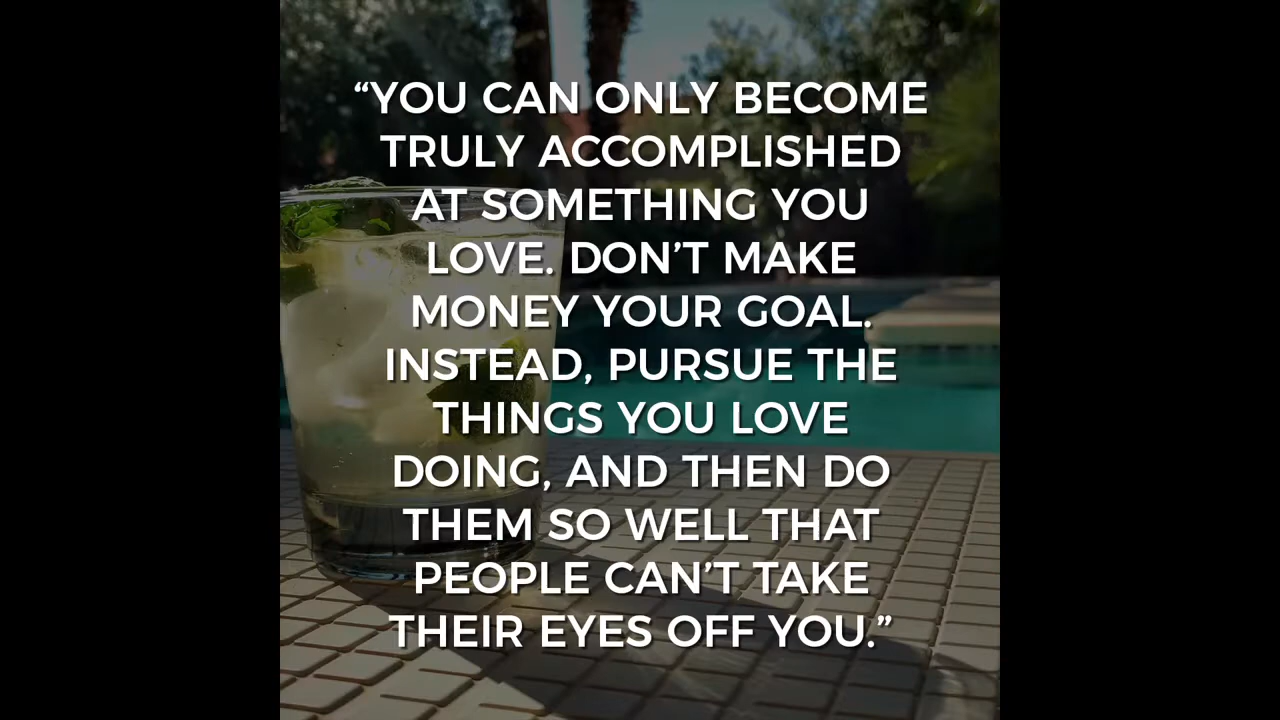 “YOU CAN ONLY BECOME
TRULY ACCOMPLISHED
AT SOMETHING YOU
LOVE. DON’T MAKE
MONEY YOUR GOAL.
INSTEAD, PURSUE THE
THINGS YOU LOVE
DOING, AND THEN DO
THEM SO WELL THAT
PEOPLE CAN’T TAKE
THEIR EYES OFF YOU.”